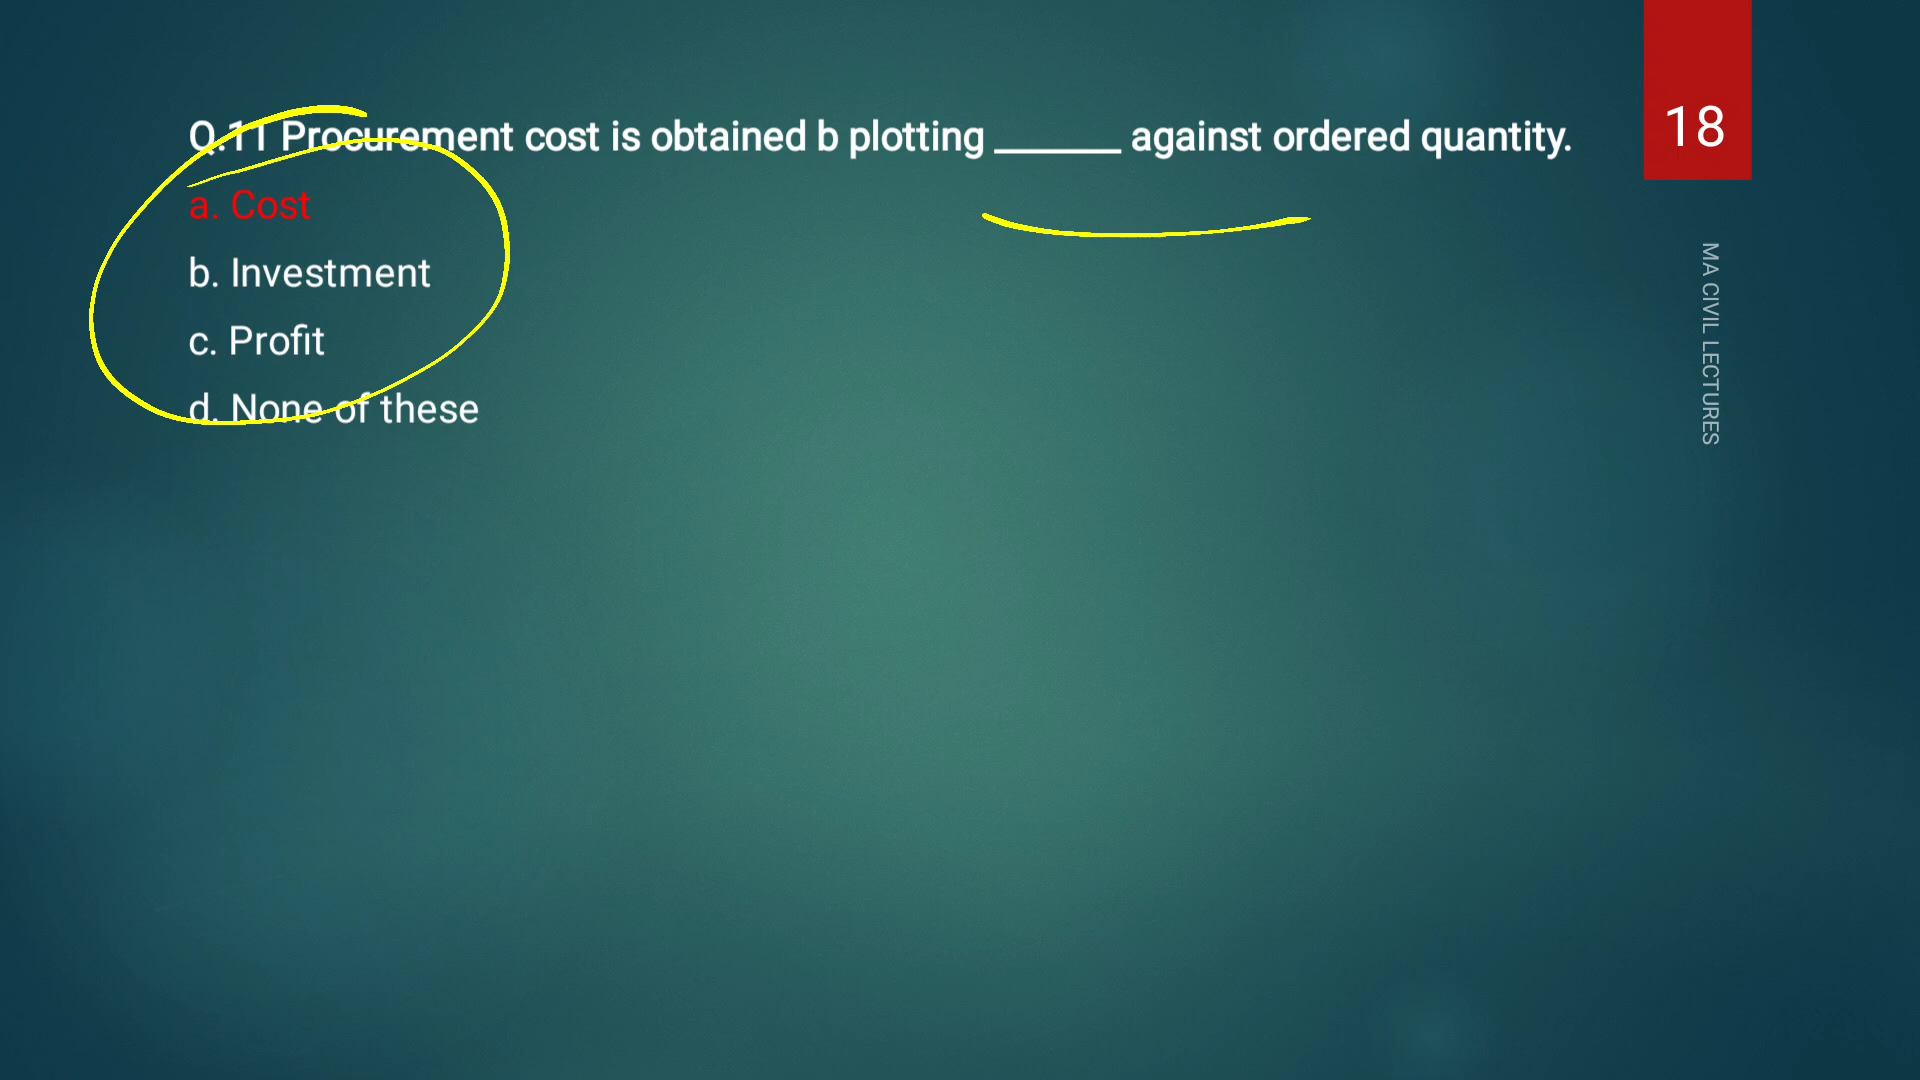 Q.11 Procurement cost is obtained b plotting ______ against ordered quantity.
a. Cost
b. Investment
c. Profit
d. None of these
18
MA CIVIL LECTURES